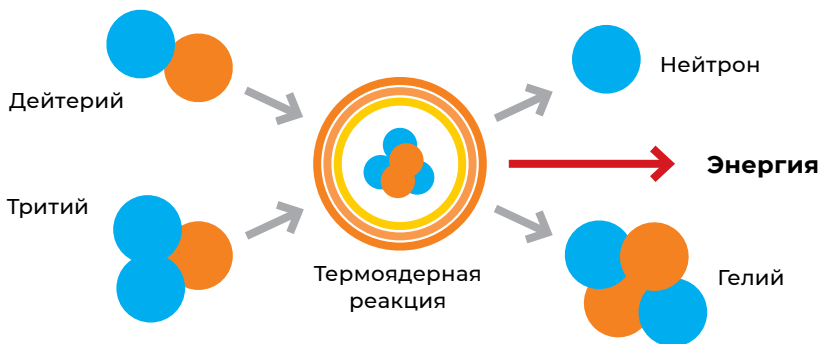 Дейтерий
Тритий
Термоядерная
реакция
Нейтрон
Энергия
Гелий